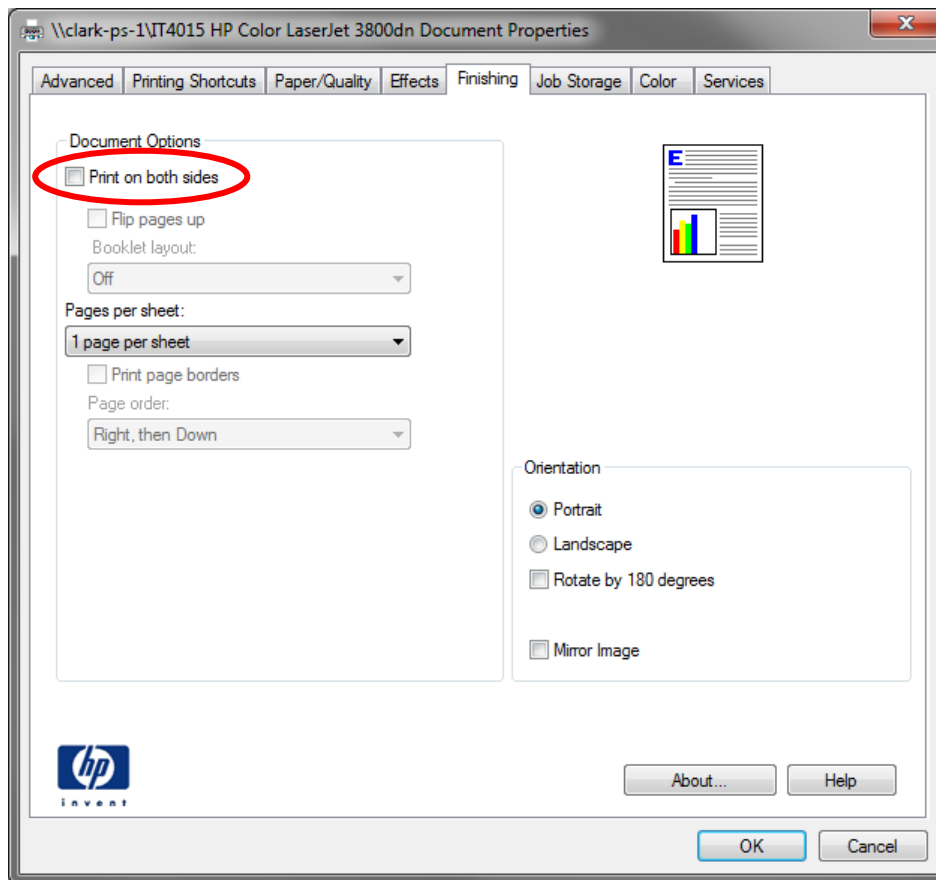 \\clark-ps-1\IT4015 HP Color LaserJet 3800dn Document Properties
Advanced Printing Shortcuts Paper/Quality Effects Finishing Job Storage Color Services
Document Options
Print on both sides
Flip pages up
Booklet layout:
Off
Pages per sheet:
1 page per sheet
Print page borders
Page order:
Right, then Down
E
Orientation
Portrait
Landscape
Rotate by 180 degrees
Mirror Image
hp
invent
About... Help
OK Cancel